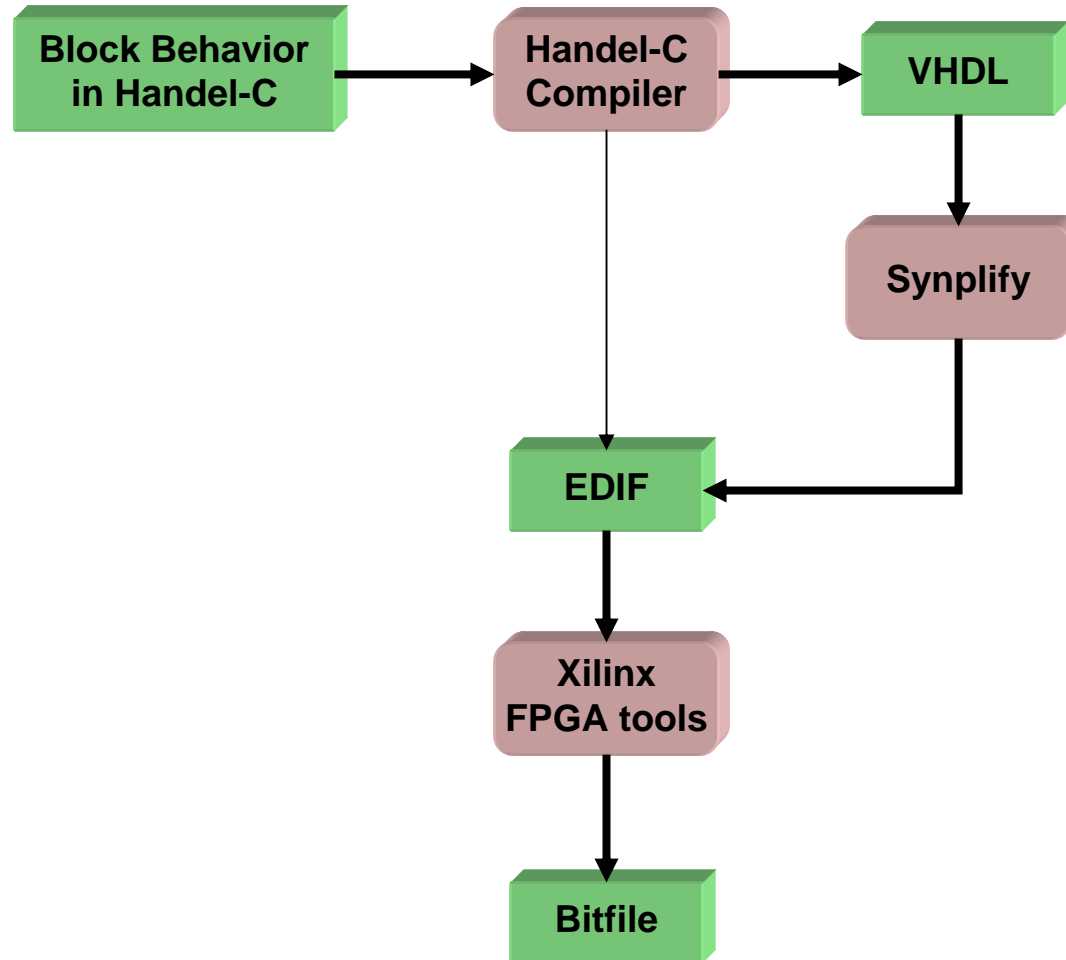 Block Behavior
in Handel-C
Handel-C
Compiler
VHDL
Synplify
EDIF
Xilinx
FPGA tools
Bitfile